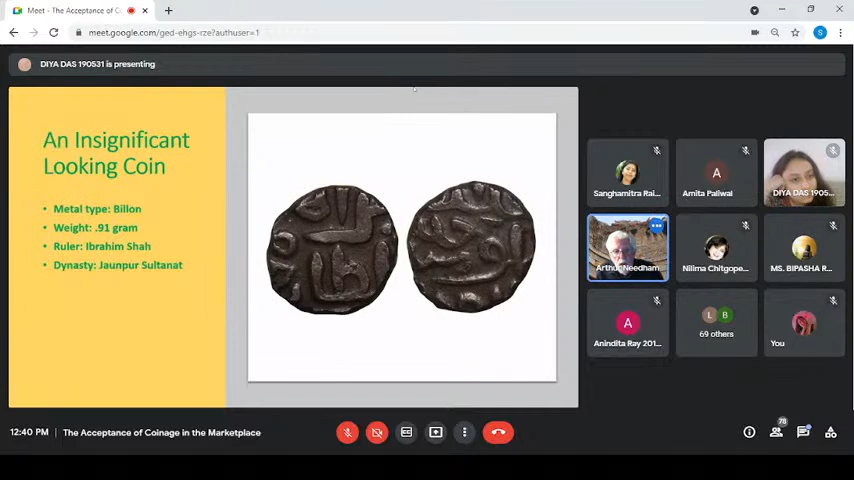 Meet - The Acceptance of C
meet.google.com/ged-ehgs-rze?authuser=1
S
DIYA DAS 190531 is presenting
An Insignificant
Looking Coin
• Metal type: Billon
• Weight: .91 gram
• Ruler: Ibrahim Shah
• Dynasty: Jaunpur Sultanat
Sanghamitra Rai...
A
Amita Paliwal
DIYA DAS 1905...
Arthur Needham
Nilima Chitgope...
MS. BIPASHA R...
A
Anindita Ray 201...
L
B
69 others
You
12:40 PM
The Acceptance of Coinage in the Marketplace
78